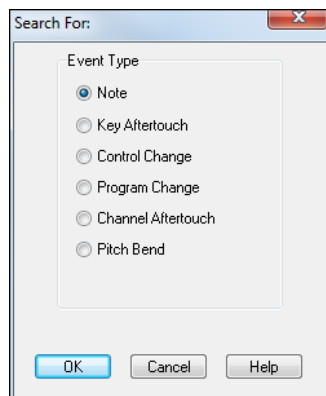 Search For:
Event Type
Note
Key Aftertouch
Control Change
Program Change
Channel Aftertouch
Pitch Bend
OK Cancel Help